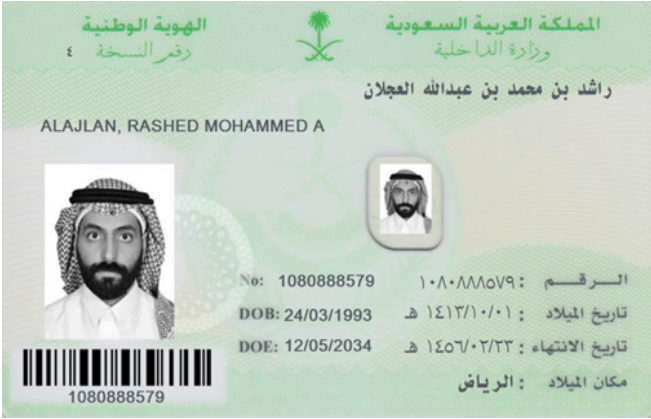 المملكة العربية السعودية
وزارة الداخلية
الهوية الوطنية
رقم النسخة ٤
راشد بن محمد بن عبدالله العجلان
ALAJLAN, RASHED MOHAMMED A
الـرقـم : ١٠٨٠٨٨٨٥٧٩ No: 1080888579
تاريخ الميلاد : ١٤١٣/١٠/٠١ هـ DOB: 24/03/1993
تاريخ الانتهاء : ١٤٥٦/٠٢/٢٣ هـ DOE: 12/05/2034
مكان الميلاد : الرياض
1080888579